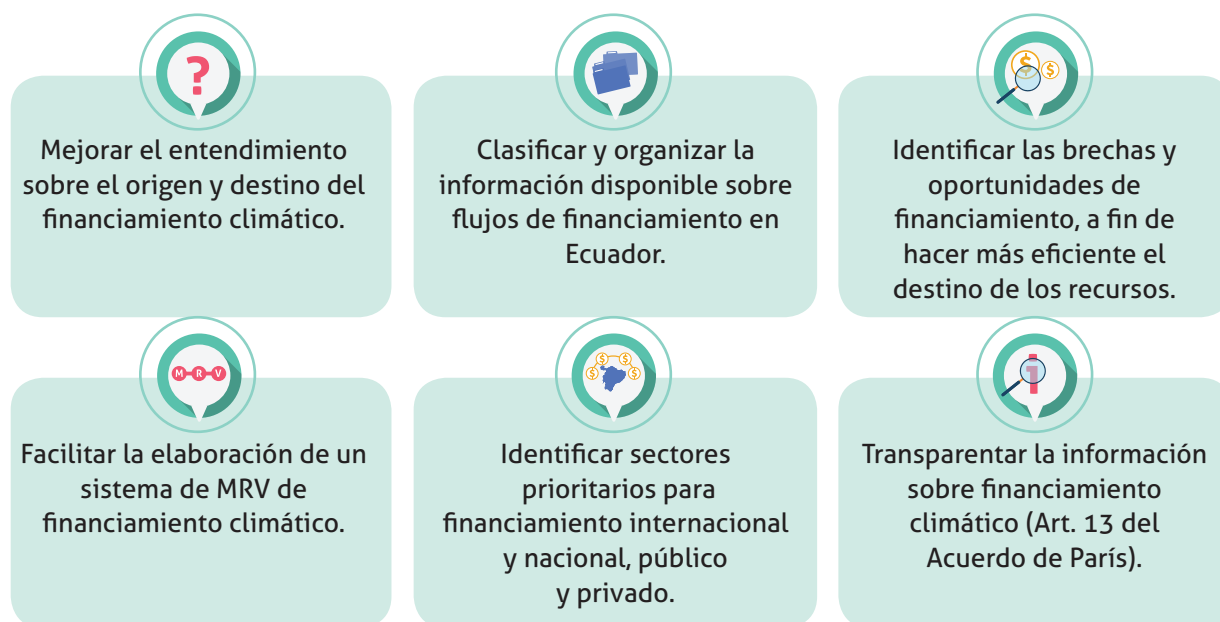 ?
Mejorar el entendimiento
sobre el origen y destino del
financiamiento climático.
Clasificar y organizar la
información disponible sobre
flujos de financiamiento en
Ecuador.
$ $
Identificar las brechas y
oportunidades de
financiamiento, a fin de
hacer más eficiente el
destino de los recursos.
M R V
Facilitar la elaboración de un
sistema de MRV de
financiamiento climático.
$ $ $ $
Identificar sectores
prioritarios para
financiamiento internacional
y nacional, público
y privado.
1
Transparentar la información
sobre financiamiento
climático (Art. 13 del
Acuerdo de París).